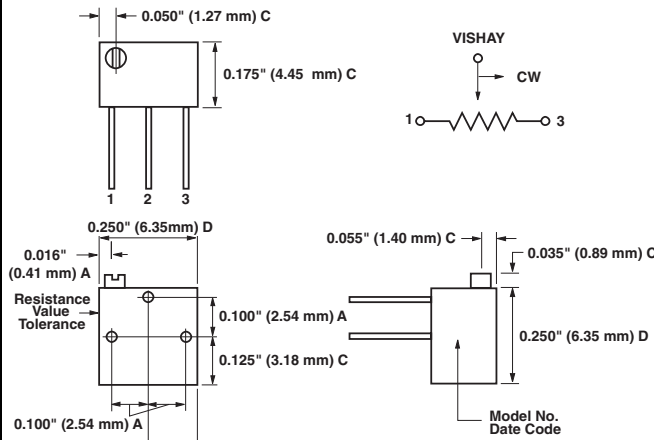 0.050" (1.27 mm) C
0.175" (4.45 mm) C
1 2 3
VISHAY
CW
1 3
0.250" (6.35mm) D
0.016"
(0.41 mm) A
Resistance
Value
Tolerance
0.100" (2.54 mm) A
0.125" (3.18 mm) C
0.100" (2.54 mm) A
0.055" (1.40 mm) C
0.035" (0.89 mm) C
0.250" (6.35 mm) D
Model No.
Date Code